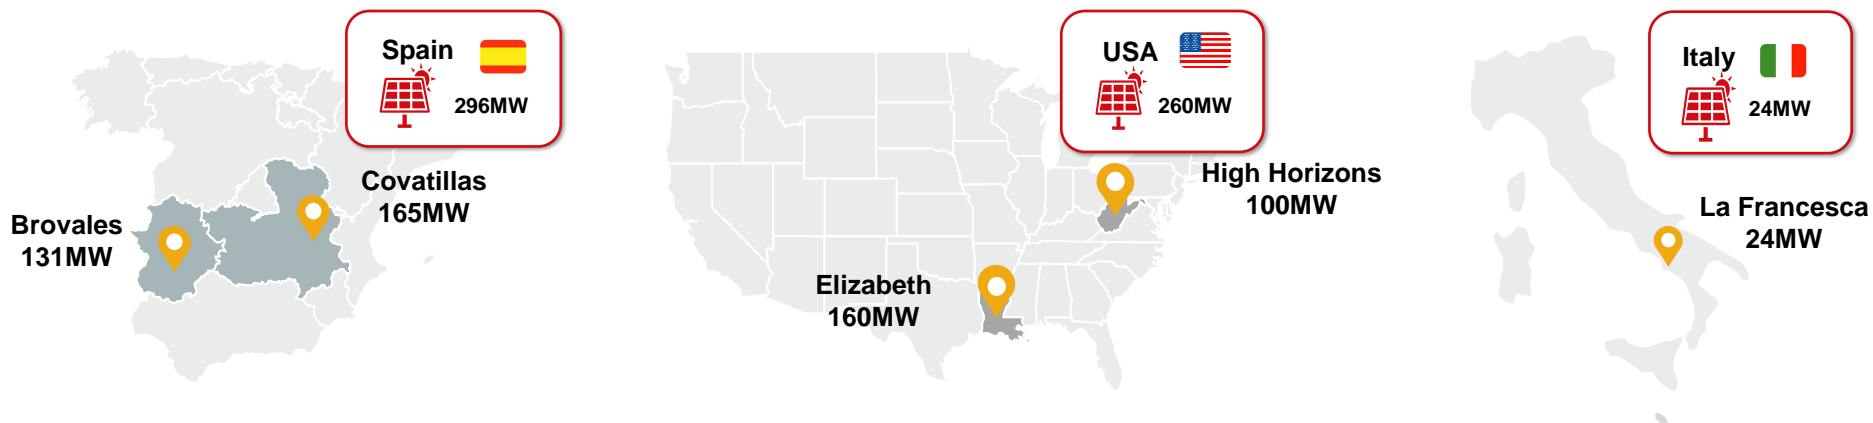 Spain
296MW
Covatillas
165MW
Brovales
131MW
USA
260MW
High Horizons
100MW
Elizabeth
160MW
Italy
24MW
La Francesca
24MW